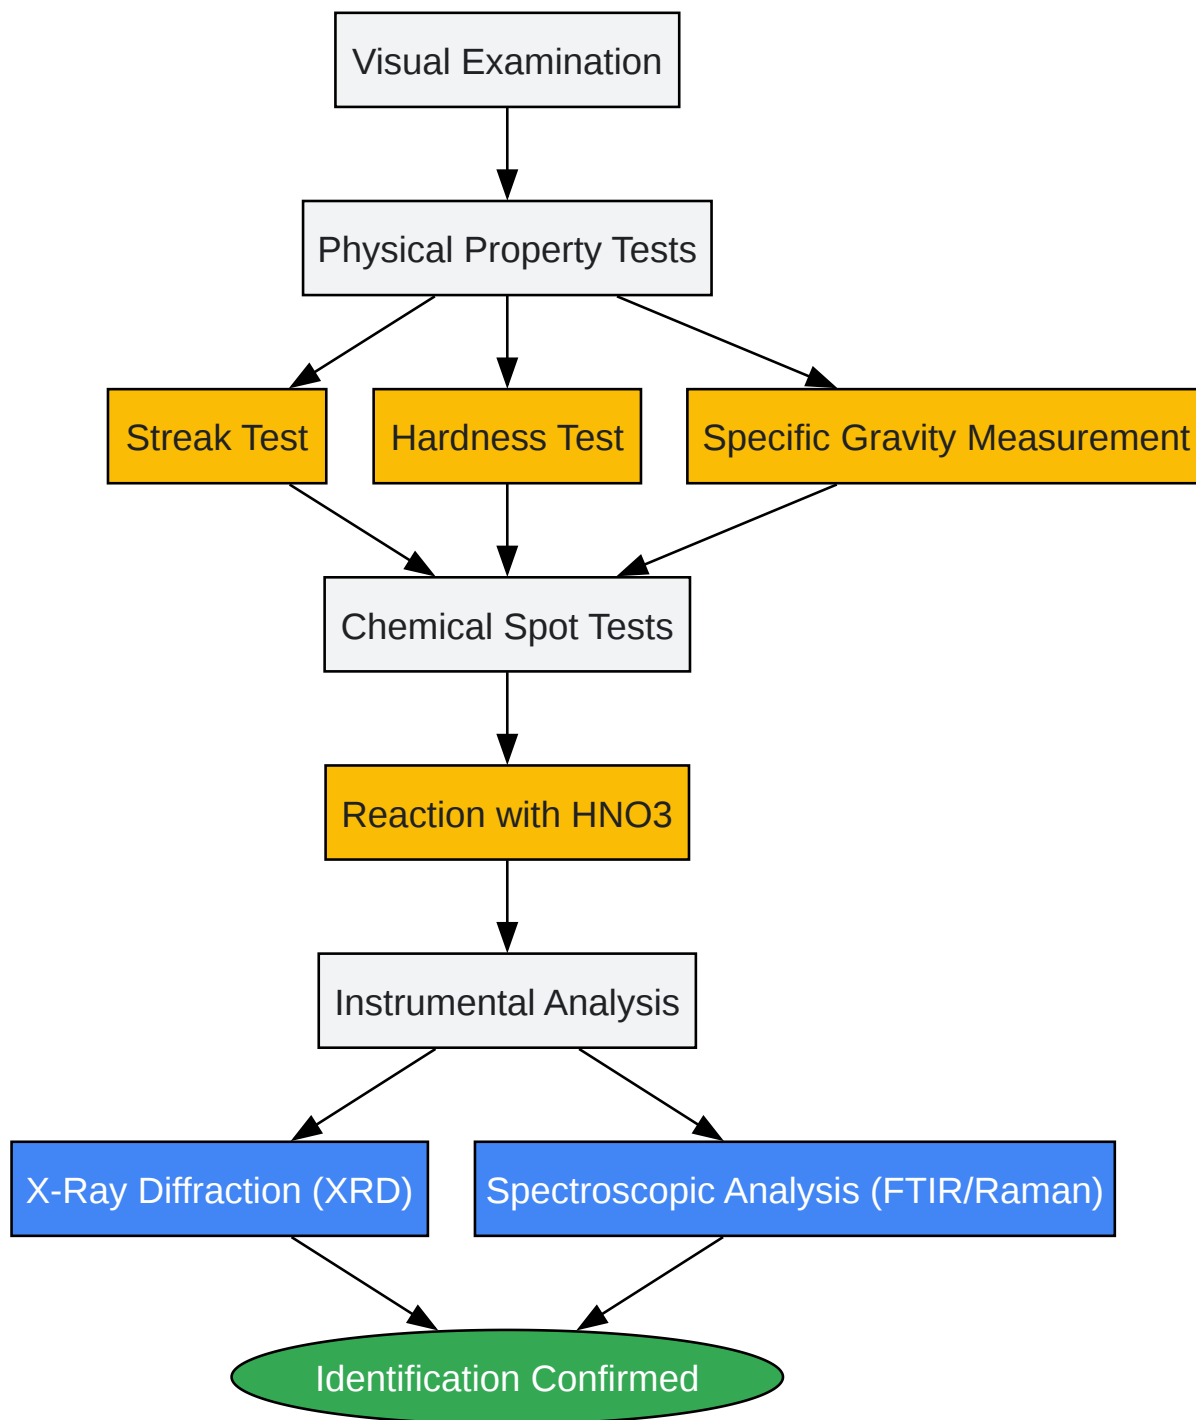 Visual Examination
Physical Property Tests
Streak Test
Hardness Test
Specific Gravity Measurement
Chemical Spot Tests
Reaction with HNO3
Instrumental Analysis
X-Ray Diffraction (XRD)
Spectroscopic Analysis (FTIR/Raman)
Identification Confirmed